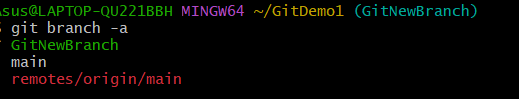 Asus@LAPTOP-QU221BBH MINGW64 ~/GitDemo1 (GitNewBranch)
$ git branch -a
* GitNewBranch
main
remotes/origin/main